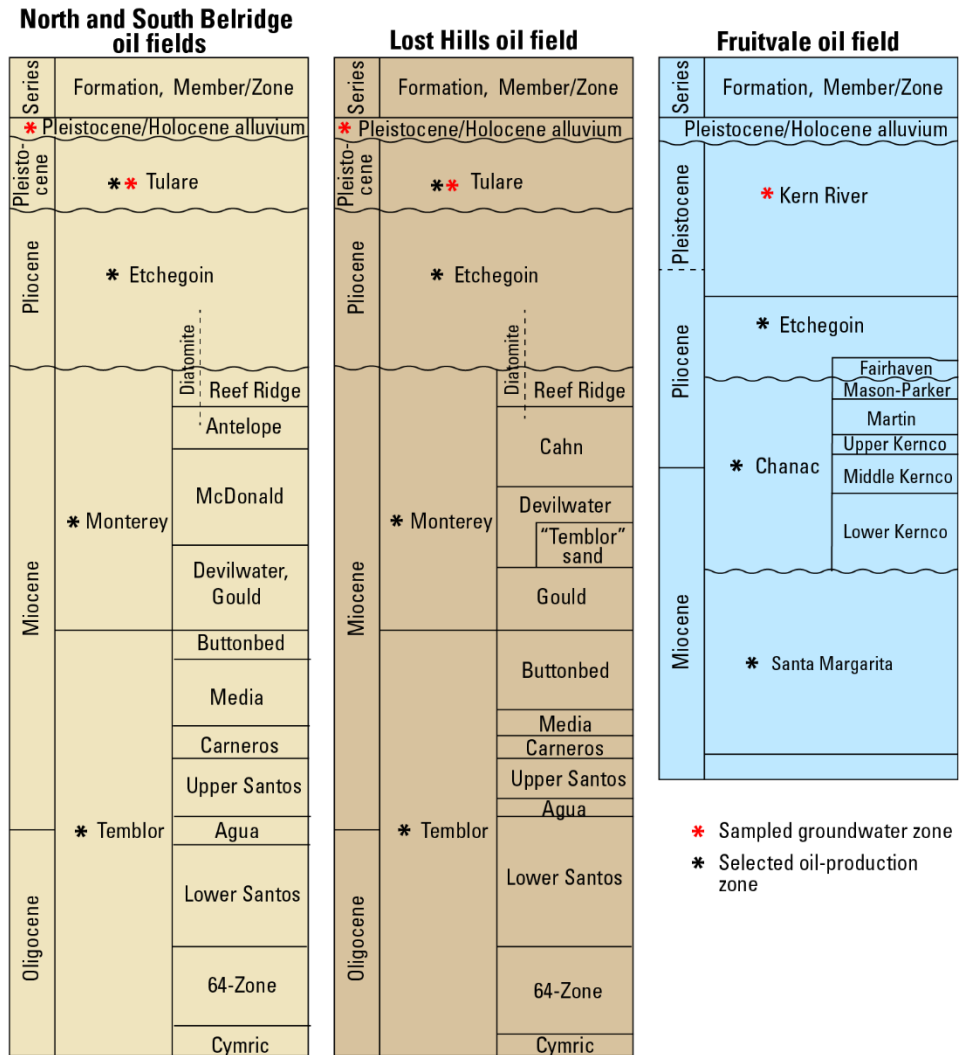 North and South Belridge
oil fields
Series
Formation, Member/Zone
Pleistocene/Holocene alluvium
Pleisto-
cene
Tulare
Pliocene
Etchegoin
Diatomite
Miocene
Monterey
Reef Ridge
Antelope
McDonald
Devilwater,
Gould
Buttonbed
Media
Carneros
Upper Santos
Temblor
Agua
Oligocene
Lower Santos
64-Zone
Cymric
Lost Hills oil field
Series
Formation, Member/Zone
Pleistocene/Holocene alluvium
Pleisto-
cene
Tulare
Pliocene
Etchegoin
Diatomite
Miocene
Monterey
Reef Ridge
Cahn
Devilwater
“Temblor”
sand
Gould
Buttonbed
Media
Carneros
Upper Santos
Agua
Temblor
Oligocene
Lower Santos
64-Zone
Cymric
Fruitvale oil field
Series
Formation, Member/Zone
Pleistocene/Holocene alluvium
Pleistocene
Kern River
Pliocene
Etchegoin
Fairhaven
Mason-Parker
Martin
Upper Kernco
Chanac
Middle Kernco
Lower Kernco
Miocene
Santa Margarita
* Sampled groundwater zone
* Selected oil-production
zone